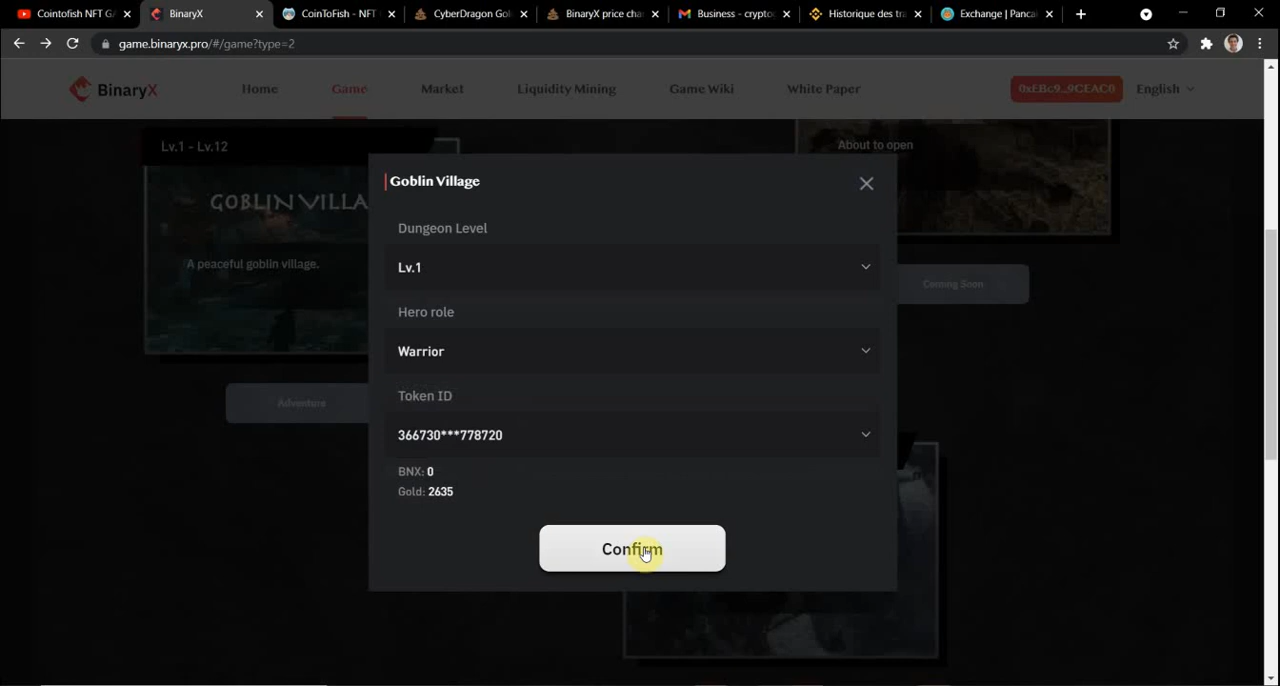 Cointofish NFT GA
BinaryX
CoinToFish - NFT
CyberDragon Gol
BinaryX price cha
Business - crypto
Historique des tra
Exchange | Panca
game.binaryx.pro/#/game?type=2
BinaryX
Home
Game
Market
Liquidity Mining
Game Wiki
White Paper
0xEBc9...9CEAC0
English
Lv.1 - Lv.12
About to open
GOBLIN VILLA
A peaceful goblin village.
Adventure
Coming Soon
Goblin Village
Dungeon Level
Lv.1
Hero role
Warrior
Token ID
366730***778720
BNX: 0
Gold: 2635
Confirm